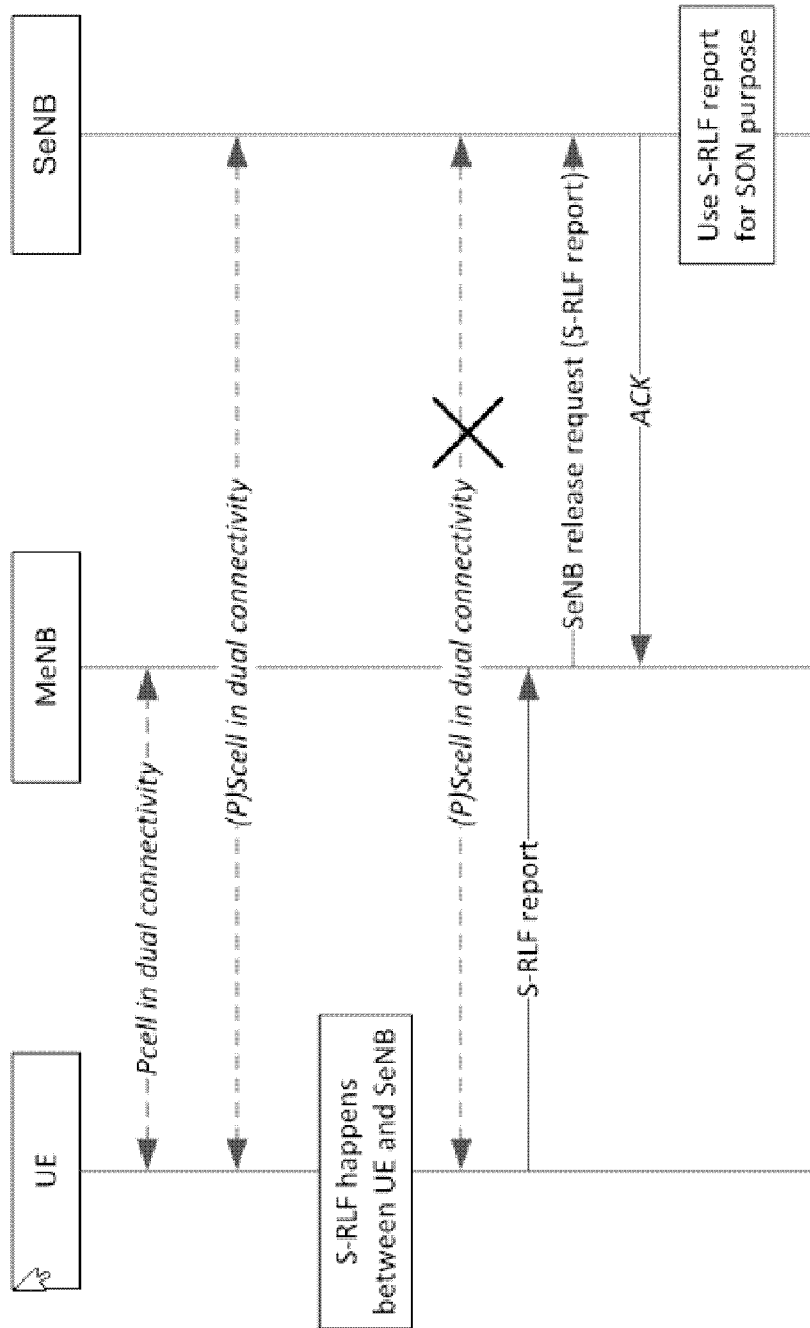 UE
MeNB
SeNB
Pcell in dual connectivity
(P)Scell in dual connectivity
S-RLF happens
between UE and SeNB
(P)Scell in dual connectivity
S-RLF report
SeNB release request (S-RLF report)
ACK
Use S-RLF report
for SON purpose